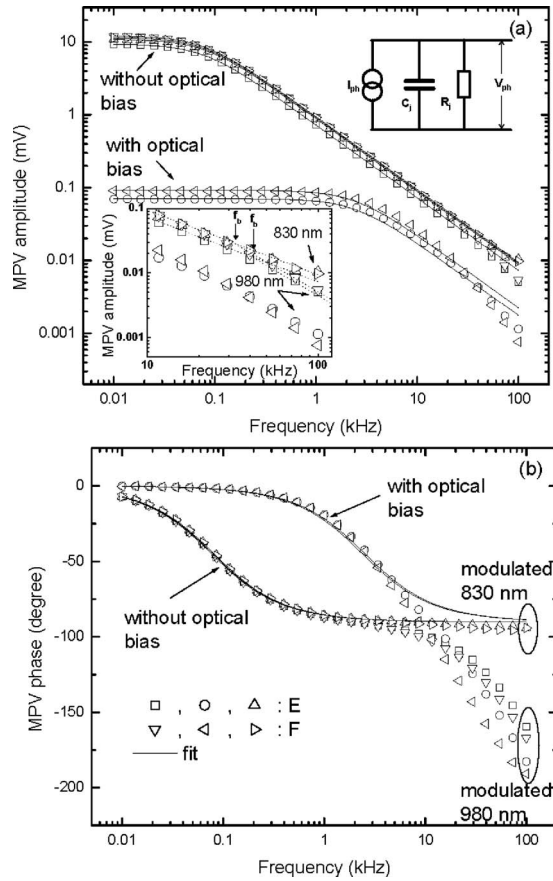 (a)
10
1
0.1
0.01
0.001
MPV amplitude (mV)
without optical
bias
with optical
bias
I_ph
C_j
R_j
V_ph
0.1
0.01
0.001
MPV amplitude (mV)
f_b
f_b
830 nm
980 nm
10
100
Frequency (kHz)
0.01
0.1
1
10
100
Frequency (kHz)
(b)
0
-50
-100
-150
-200
MPV phase (degree)
with optical
bias
without optical
bias
modulated
830 nm
□ , ○ , △ : E
▽ , ◁ , ▷ : F
— fit
modulated
980 nm
0.01
0.1
1
10
100
Frequency (kHz)